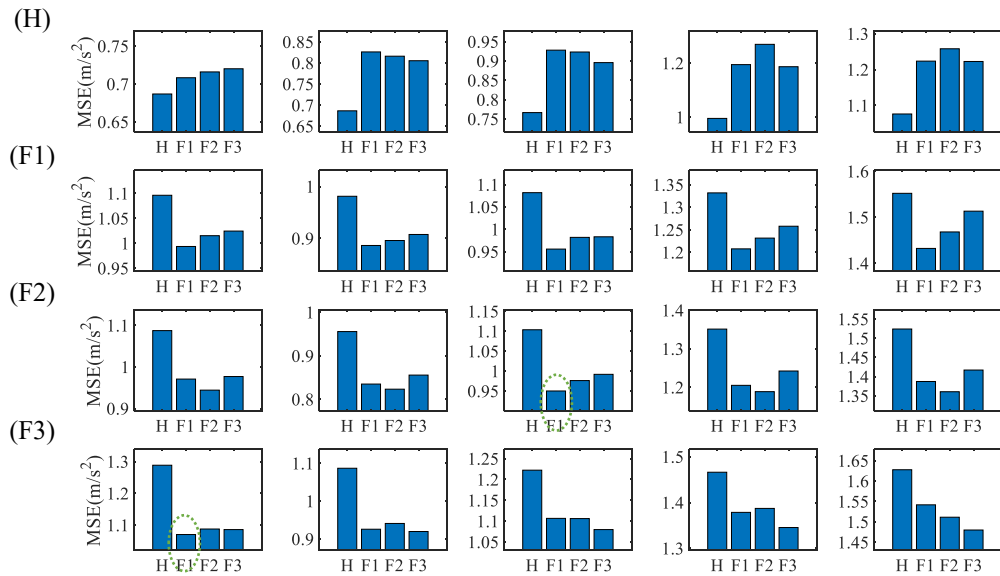 (H)
MSE(m/s²)
0.75
0.7
0.65
H F1 F2 F3
0.85
0.8
0.75
0.7
0.65
H F1 F2 F3
0.95
0.9
0.85
0.8
0.75
H F1 F2 F3
1.2
1
H F1 F2 F3
1.3
1.2
1.1
H F1 F2 F3
(F1)
MSE(m/s²)
1.1
1.05
1
0.95
H F1 F2 F3
1
0.9
H F1 F2 F3
1.1
1.05
1
0.95
H F1 F2 F3
1.35
1.3
1.25
1.2
H F1 F2 F3
1.6
1.5
1.4
H F1 F2 F3
(F2)
MSE(m/s²)
1.1
1
0.9
H F1 F2 F3
1
0.9
0.8
H F1 F2 F3
1.15
1.1
1.05
1
0.95
H F1 F2 F3
1.4
1.3
1.2
H F1 F2 F3
1.55
1.5
1.45
1.4
1.35
H F1 F2 F3
(F3)
MSE(m/s²)
1.3
1.2
1.1
H F1 F2 F3
1.1
1
0.9
H F1 F2 F3
1.25
1.2
1.15
1.1
1.05
H F1 F2 F3
1.5
1.4
1.3
H F1 F2 F3
1.65
1.6
1.55
1.5
1.45
H F1 F2 F3